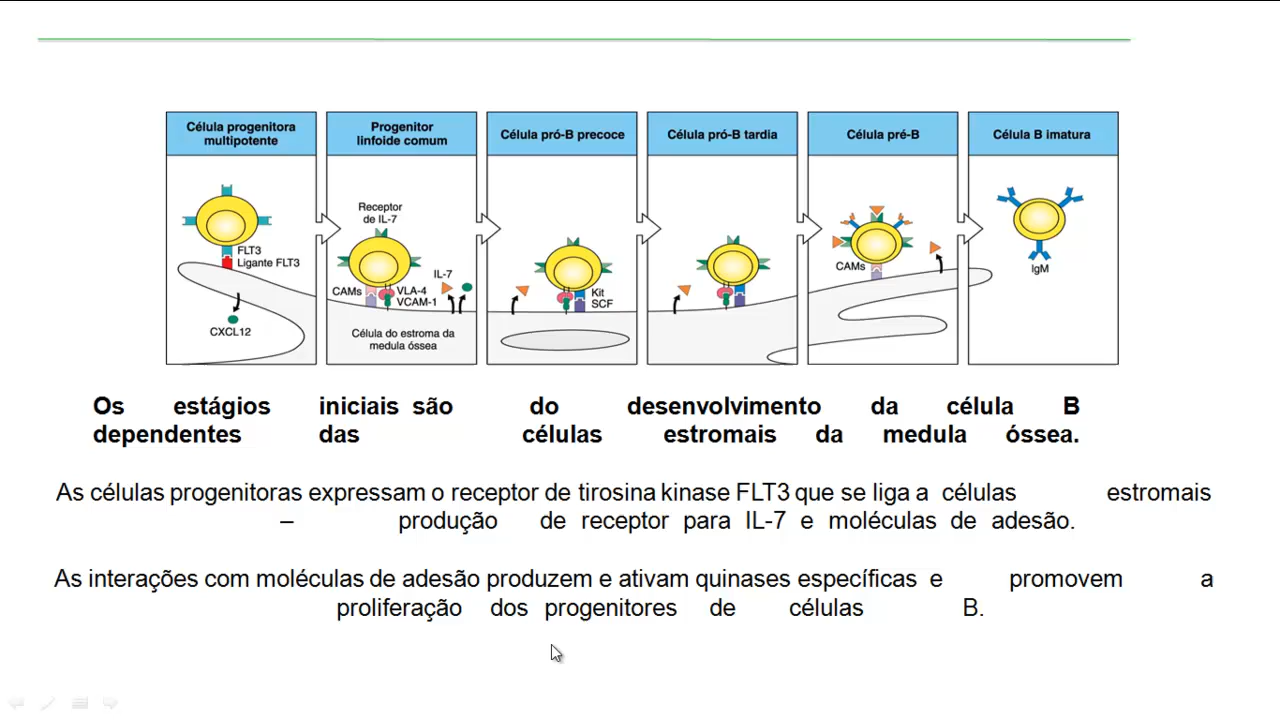 Célula progenitora
multipotente
Progenitor
linfoide comum
Célula pró-B precoce
Célula pró-B tardia
Célula pré-B
Célula B imatura
FLT3
Ligante FLT3
CXCL12
Receptor
de IL-7
IL-7
CAMs
VLA-4
VCAM-1
Célula do estroma da
medula óssea
Kit
SCF
CAMs
IgM
Os estágios iniciais são do desenvolvimento da célula B
dependentes das células estromais da medula óssea.
As células progenitoras expressam o receptor de tirosina kinase FLT3 que se liga a células estromais
– produção de receptor para IL-7 e moléculas de adesão.
As interações com moléculas de adesão produzem e ativam quinases específicas e promovem a
proliferação dos progenitores de células B.